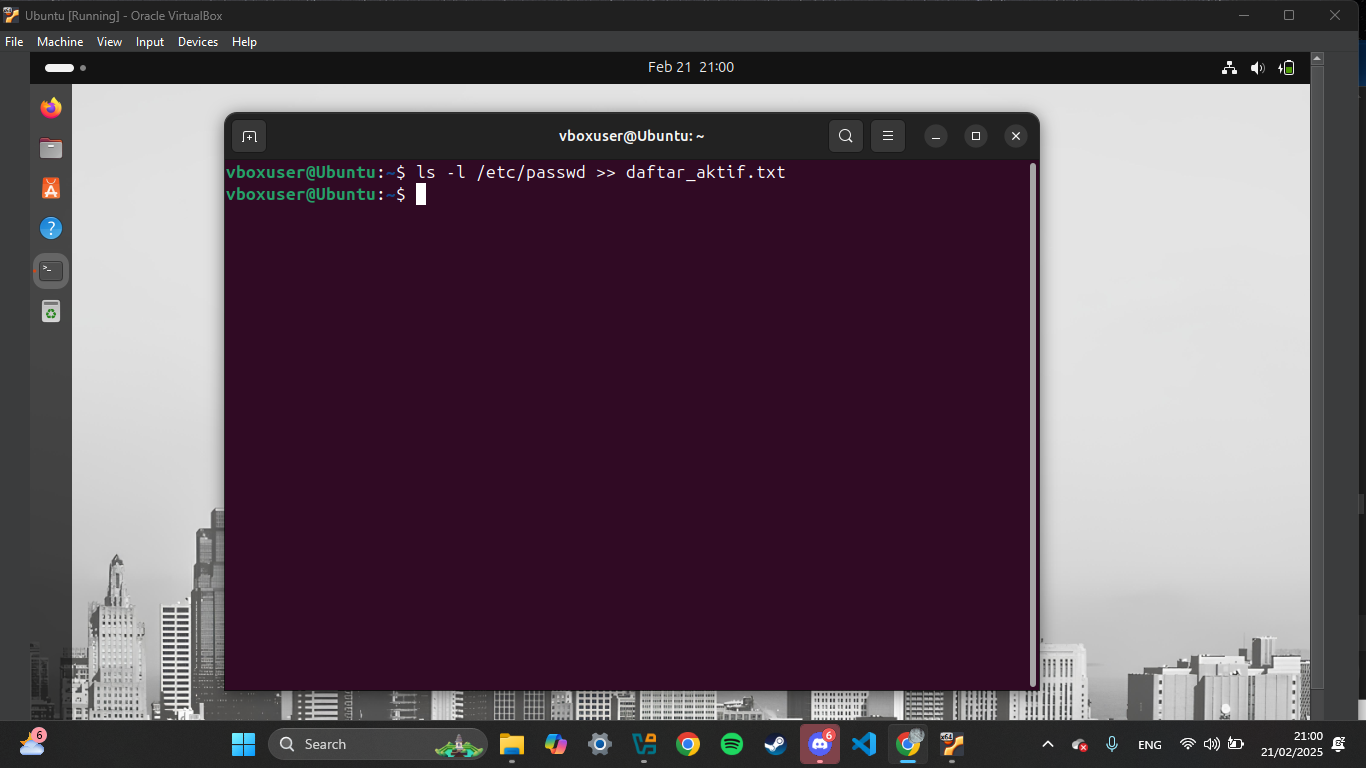 Ubuntu [Running] - Oracle VirtualBox
File Machine View Input Devices Help
Feb 21 21:00
vboxuser@Ubuntu: ~
vboxuser@Ubuntu:~$ ls -l /etc/passwd >> daftar_aktif.txt
vboxuser@Ubuntu:~$
6
Search
6
ENG
21:00
21/02/2025